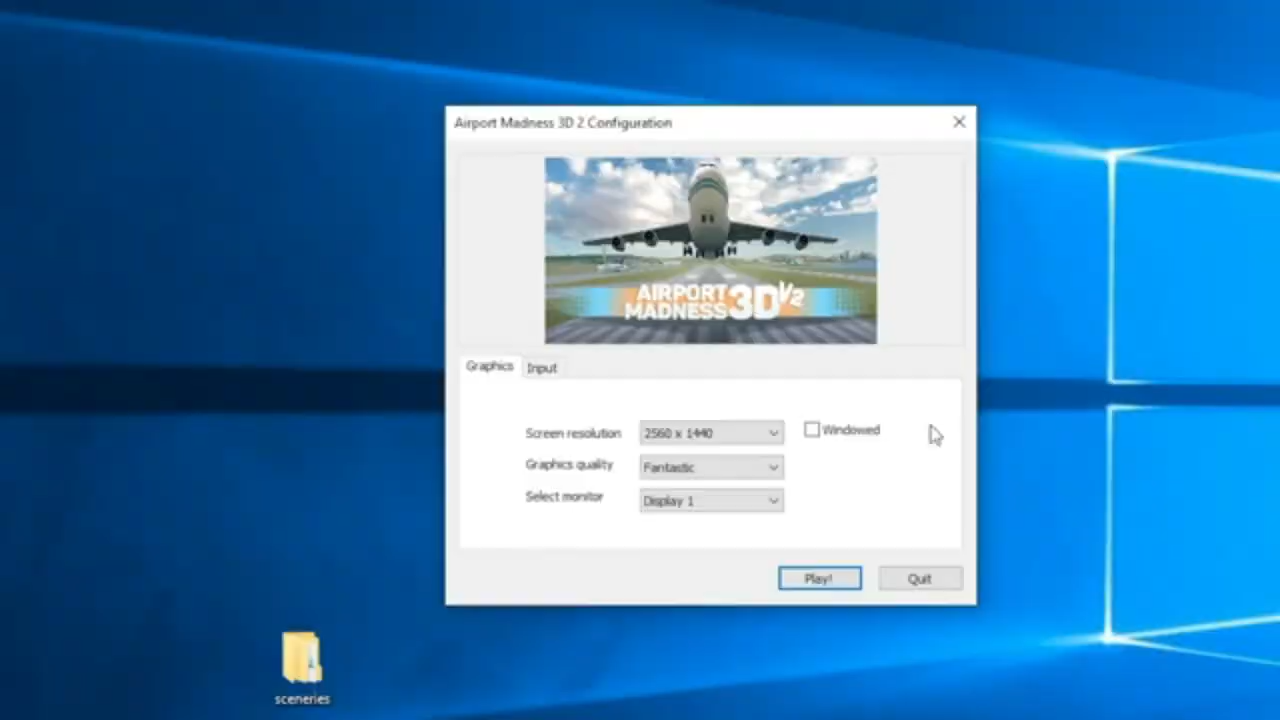 Airport Madness 3D 2 Configuration
AIRPORT
MADNESS 3D V2
Graphics Input
Screen resolution 2560 x 1440 Windowed
Graphics quality Fantastic
Select monitor Display 1
Play! Quit
sceneries